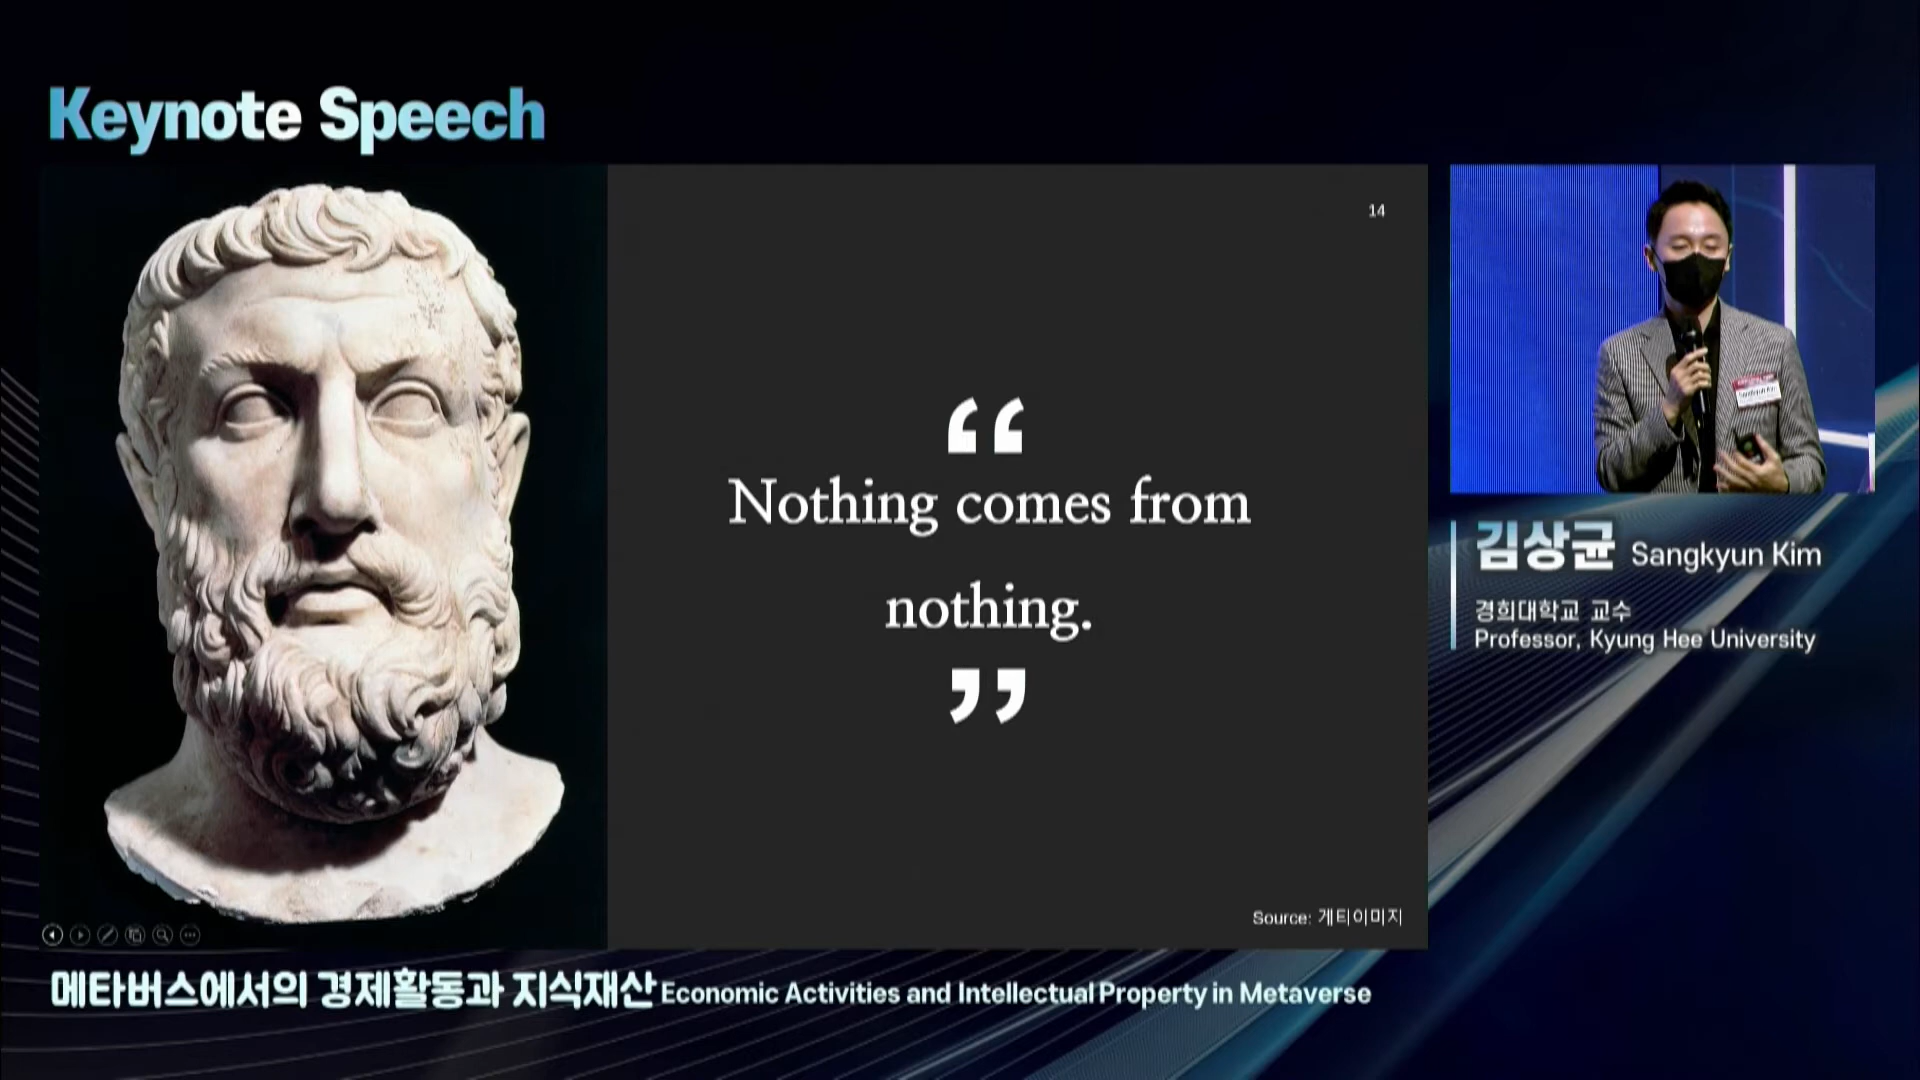 Keynote Speech
14
“
Nothing comes from
nothing.
”
Source: 게티이미지
김상균 Sangkyun Kim
경희대학교 교수
Professor, Kyung Hee University
메타버스에서의 경제활동과 지식재산 Economic Activities and Intellectual Property in Metaverse